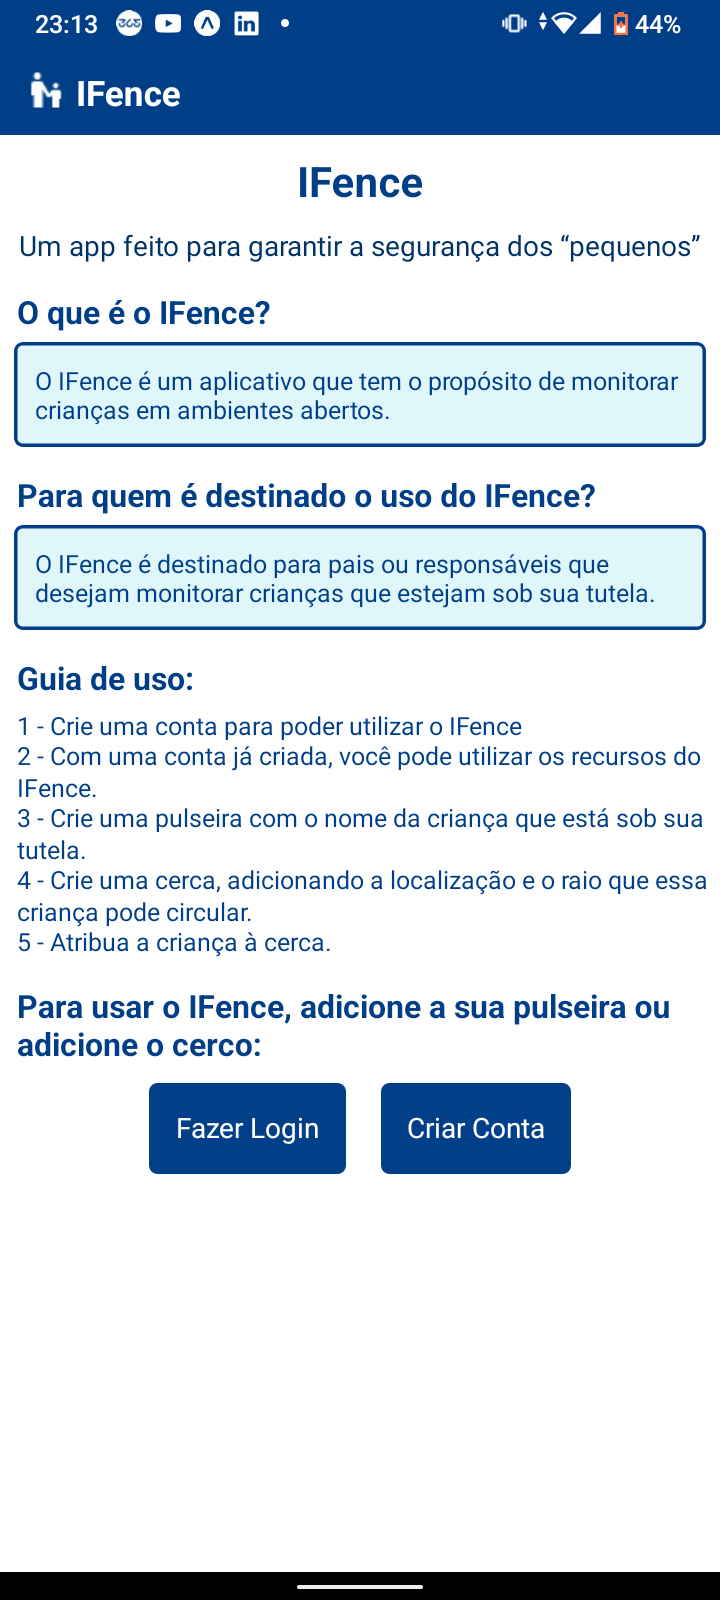 23:13
365
in
44%
IFence
IFence
Um app feito para garantir a segurança dos “pequenos”
O que é o IFence?
O IFence é um aplicativo que tem o propósito de monitorar
crianças em ambientes abertos.
Para quem é destinado o uso do IFence?
O IFence é destinado para pais ou responsáveis que
desejam monitorar crianças que estejam sob sua tutela.
Guia de uso:
1 - Crie uma conta para poder utilizar o IFence
2 - Com uma conta já criada, você pode utilizar os recursos do
IFence.
3 - Crie uma pulseira com o nome da criança que está sob sua
tutela.
4 - Crie uma cerca, adicionando a localização e o raio que essa
criança pode circular.
5 - Atribua a criança à cerca.
Para usar o IFence, adicione a sua pulseira ou
adicione o cerco:
Fazer Login
Criar Conta